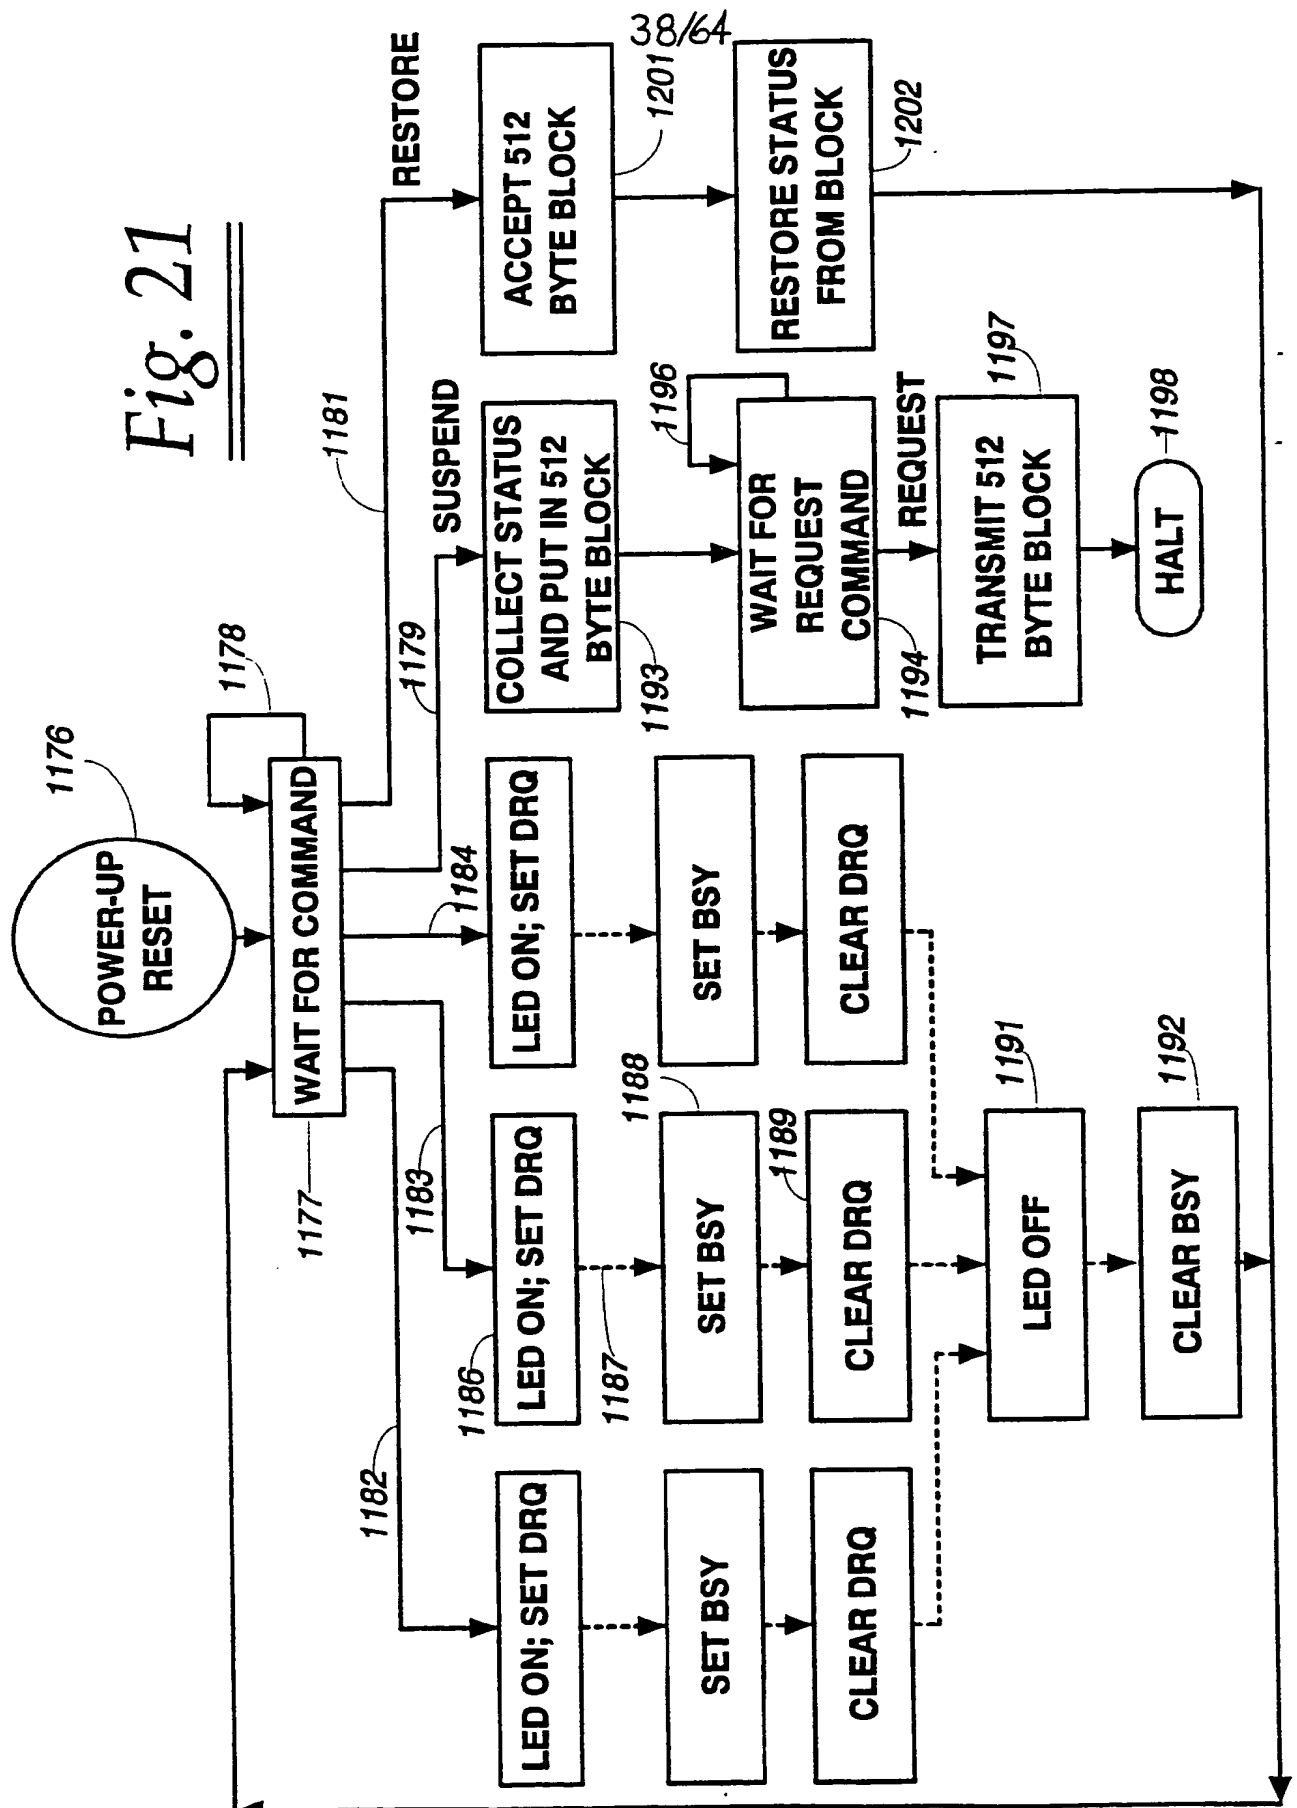 38/64
Fig. 21
POWER-UP
RESET
1176
WAIT FOR COMMAND
1177
1178
1181
RESTORE
1179
SUSPEND
1184
1183
1182
LED ON; SET DRQ
SET BSY
CLEAR DRQ
LED ON; SET DRQ
1186
1187
SET BSY
1188
CLEAR DRQ
1189
LED ON; SET DRQ
SET BSY
CLEAR DRQ
LED OFF
1191
CLEAR BSY
1192
COLLECT STATUS
AND PUT IN 512
BYTE BLOCK
1193
WAIT FOR
REQUEST
COMMAND
1194
1196
REQUEST
TRANSMIT 512
BYTE BLOCK
1197
HALT
1198
ACCEPT 512
BYTE BLOCK
1201
RESTORE STATUS
FROM BLOCK
1202